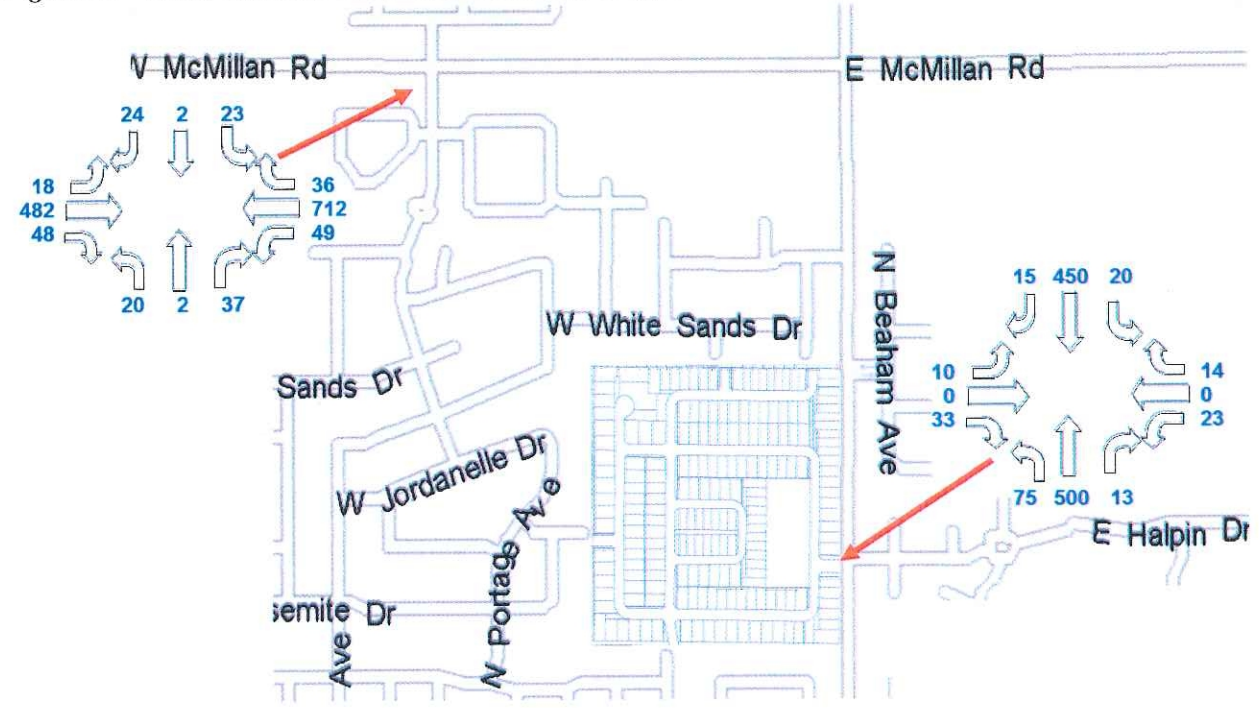 W McMillan Rd
E McMillan Rd
24 2 23
18
482
48
36
712
49
20 2 37
N Beaham Ave
15 450 20
W White Sands Dr
10
0
33
14
0
23
Sands Dr
W Jordanelle Dr
75 500 13
E Halpin Dr
N Portage Ave
semite Dr
Ave